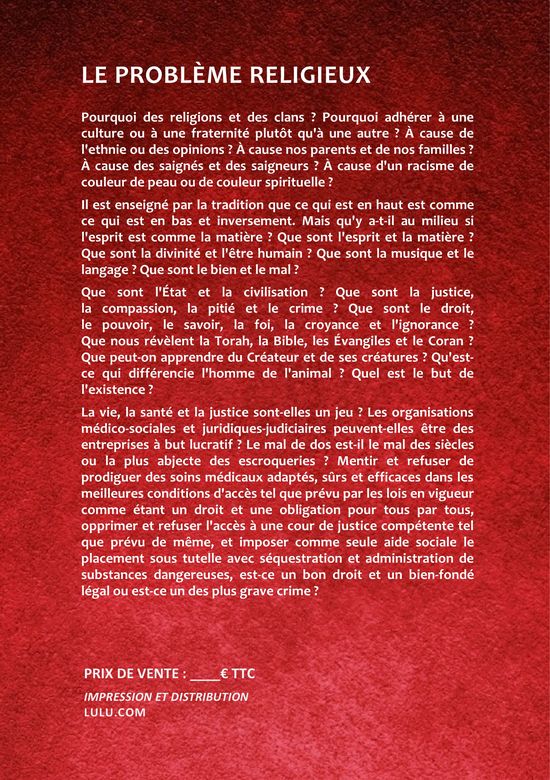 LE PROBLÈME RELIGIEUX
Pourquoi des religions et des clans ? Pourquoi adhérer à une
culture ou à une fraternité plutôt qu'à une autre ? À cause de
l'ethnie ou des opinions ? À cause nos parents et de nos familles ?
À cause des saignés et des saigneurs ? À cause d'un racisme de
couleur de peau ou de couleur spirituelle ?
Il est enseigné par la tradition que ce qui est en haut est comme
ce qui est en bas et inversement. Mais qu'y a-t-il au milieu si
l'esprit est comme la matière ? Que sont l'esprit et la matière ?
Que sont la divinité et l'être humain ? Que sont la musique et le
langage ? Que sont le bien et le mal ?
Que sont l'État et la civilisation ? Que sont la justice,
la compassion, la pitié et le crime ? Que sont le droit,
le pouvoir, le savoir, la foi, la croyance et l'ignorance ?
Que nous révèlent la Torah, la Bible, les Évangiles et le Coran ?
Que peut-on apprendre du Créateur et de ses créatures ? Qu'est-
ce qui différencie l'homme de l'animal ? Quel est le but de
l'existence ?
La vie, la santé et la justice sont-elles un jeu ? Les organisations
médico-sociales et juridiques-judiciaires peuvent-elles être des
entreprises à but lucratif ? Le mal de dos est-il le mal des siècles
ou la plus abjecte des escroqueries ? Mentir et refuser de
prodiguer des soins médicaux adaptés, sûrs et efficaces dans les
meilleures conditions d'accès tel que prévu par les lois en vigueur
comme étant un droit et une obligation pour tous par tous,
opprimer et refuser l'accès à une cour de justice compétente tel
que prévu de même, et imposer comme seule aide sociale le
placement sous tutelle avec séquestration et administration de
substances dangereuses, est-ce un bon droit et un bien-fondé
légal ou est-ce un des plus grave crime ?
PRIX DE VENTE : ____€ TTC
IMPRESSION ET DISTRIBUTION
LULU.COM